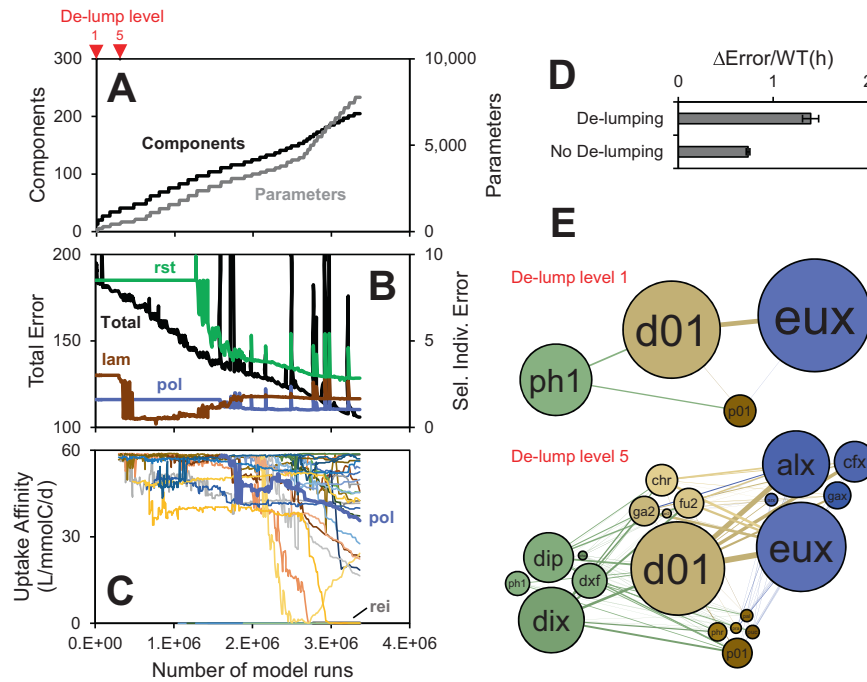 De-lump level
1 5
300
200
100
0
Components
A
Components
Parameters
10,000
5,000
0
Parameters
200
150
100
Total Error
B
rst
Total
lam
pol
10
5
0
Sel. Indiv. Error
60
30
0
Uptake Affinity
(L/mmolC/d)
C
pol
rei
0.E+00 1.E+06 2.E+06 3.E+06 4.E+06
Number of model runs
D
ΔError/WT(h)
0 1 2
De-lumping
No De-lumping
E
De-lump level 1
eux
d01
ph1
p01
De-lump level 5
alx
cfx
gax
chr
fu2
ga2
eux
d01
dip
ph1
dxf
dix
phr
p01